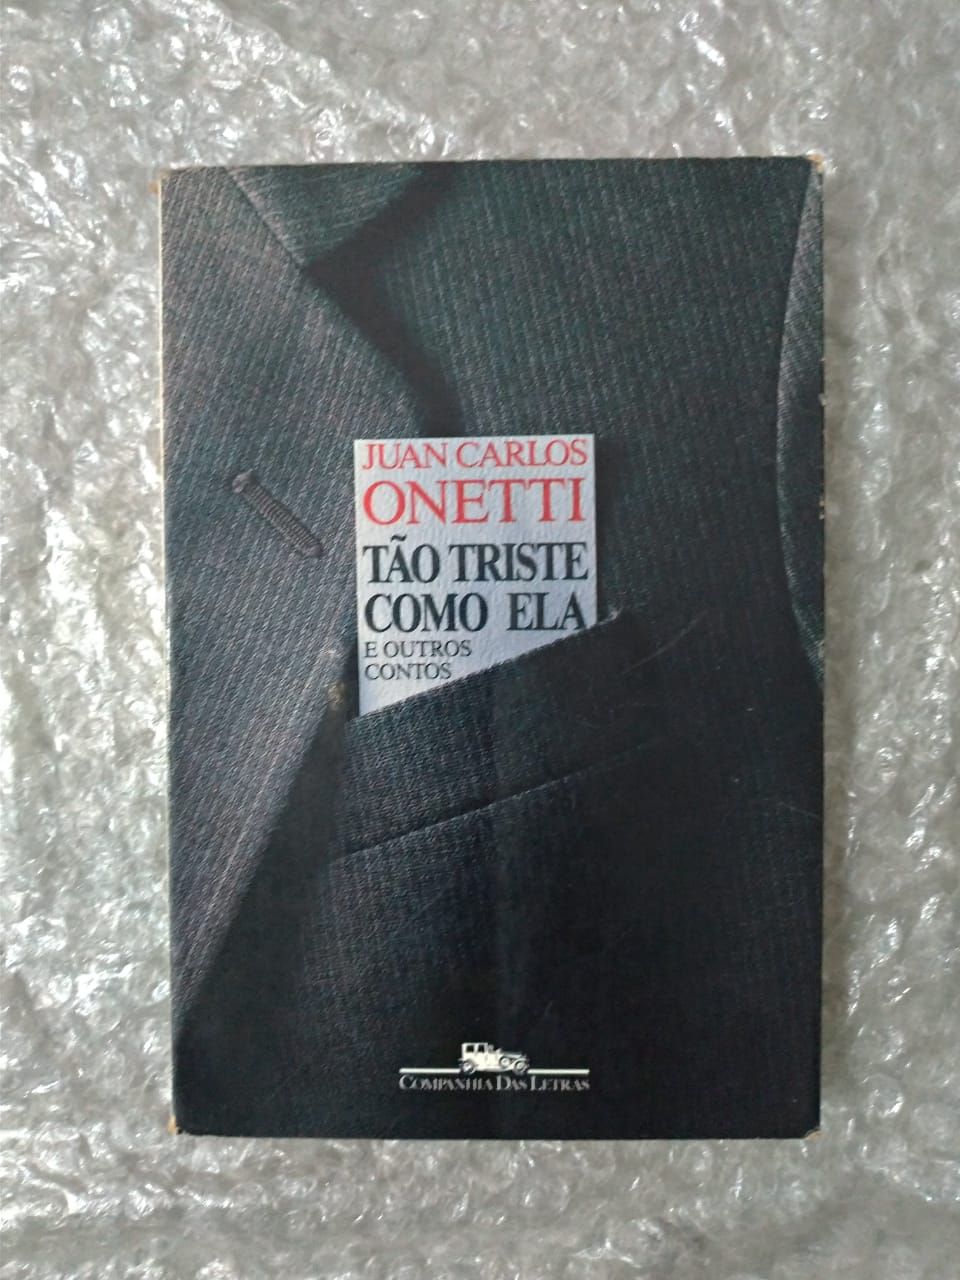 JUAN CARLOS
ONETTI
TÃO TRISTE
COMO ELA
E OUTROS
CONTOS
COMPANHIA DAS LETRAS